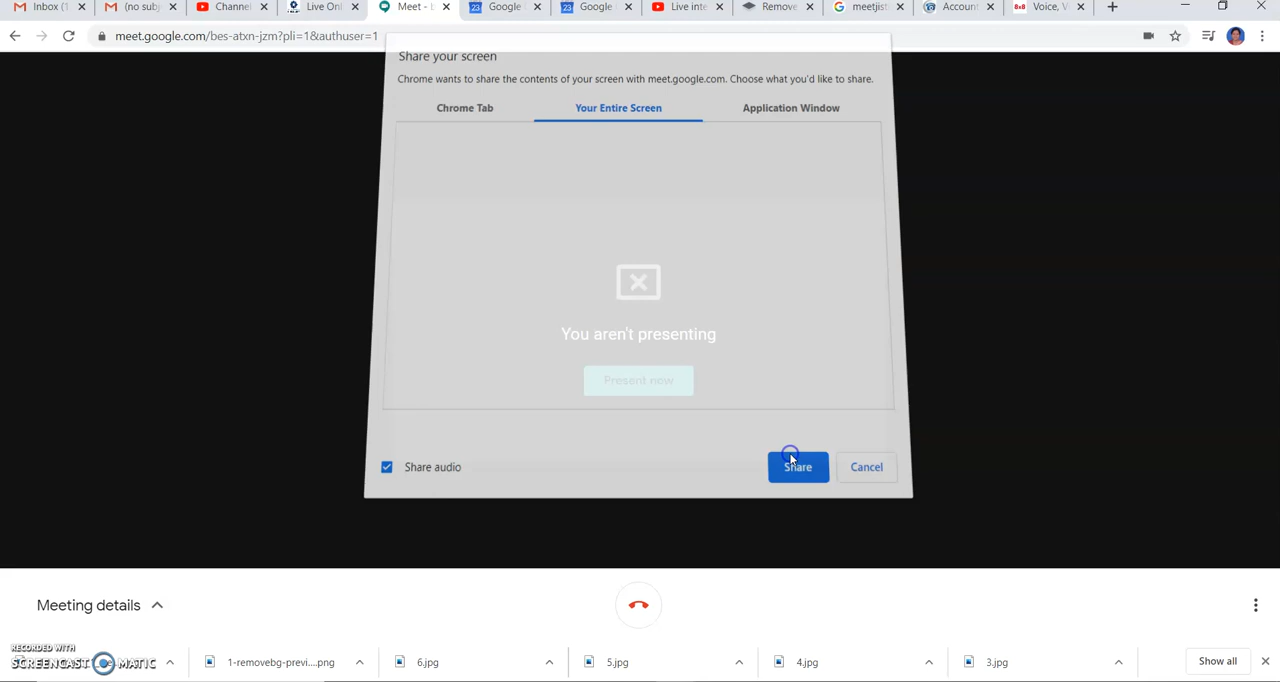 Inbox (1
(no subj
Channel
Live Onl
Meet - b
Google
Google
Live inte
Remove
meetjist
Account
8x8 Voice, V
meet.google.com/bes-atxn-jzm?pli=1&authuser=1
Share your screen
Chrome wants to share the contents of your screen with meet.google.com. Choose what you'd like to share.
Chrome Tab
Your Entire Screen
Application Window
You aren't presenting
Present now
Share audio
Share
Cancel
Meeting details
RECORDED WITH
SCREENCAST-O-MATIC
1-removebg-previ....png
6.jpg
5.jpg
4.jpg
3.jpg
Show all